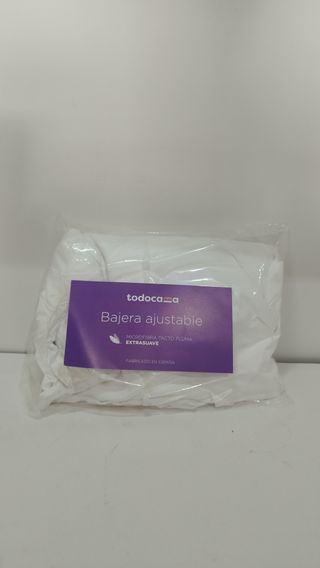 todocama
Bajera ajustable
MICROFIBRA TACTO PLUMA
EXTRASUAVE
FABRICADO EN ESPAÑA